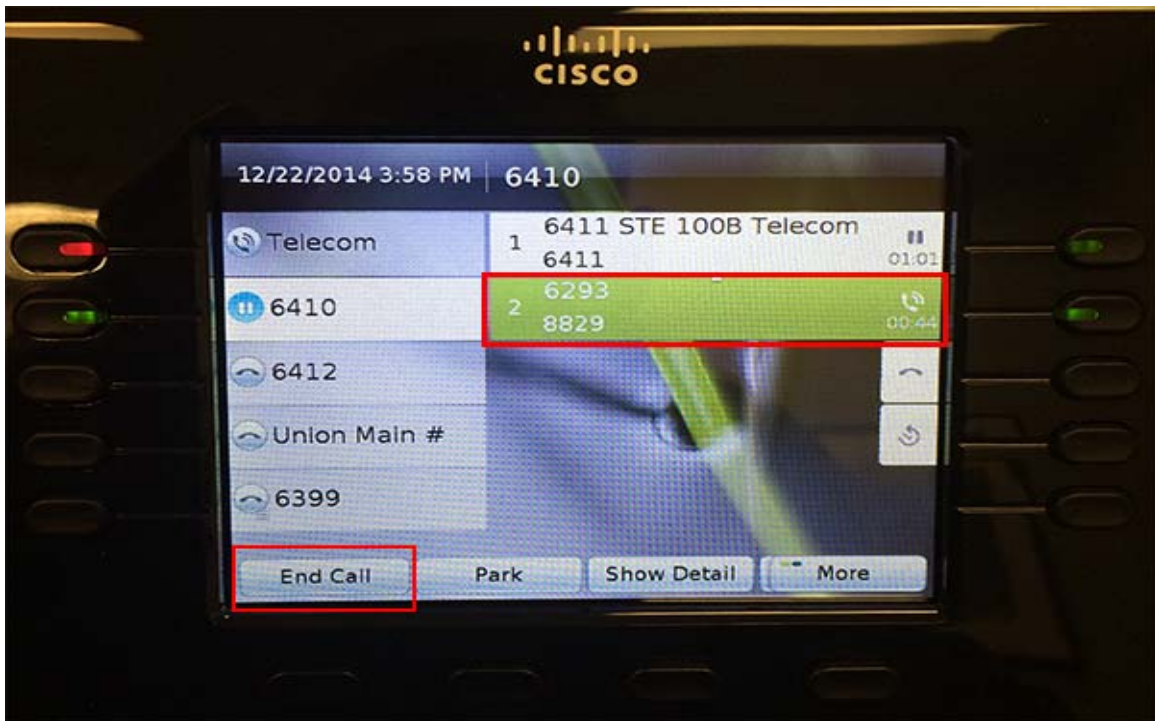 CISCO
12/22/2014 3:58 PM 6410
Telecom
1 6411 STE 100B Telecom
6411 01:01
6410
2 6293
8829 00:44
6412
Union Main #
6399
End Call Park Show Detail More